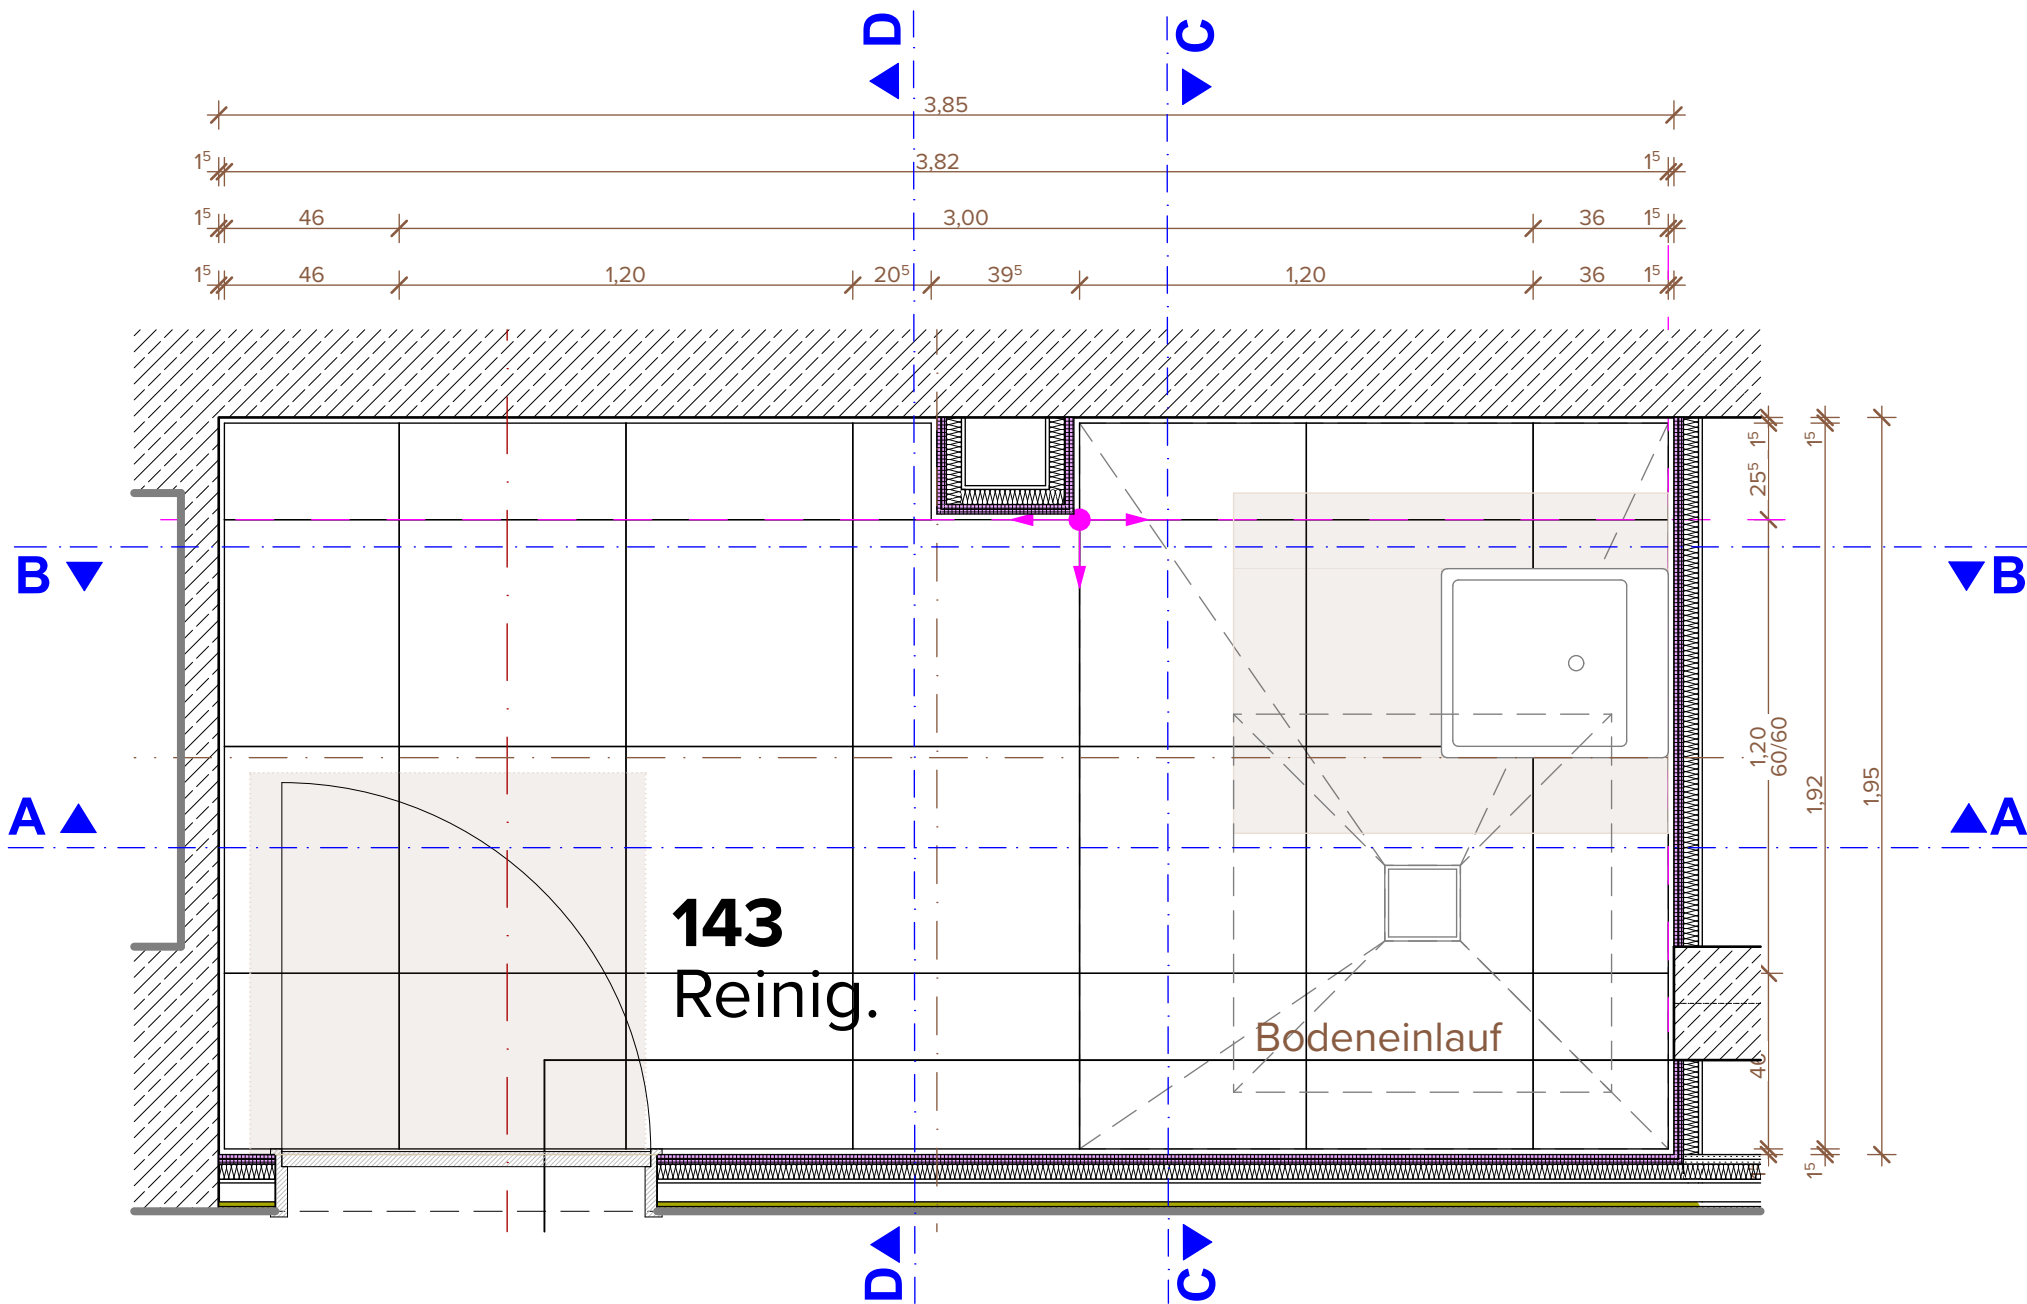 D C
3,85
1⁵ 3,82 1⁵
1⁵ 46 3,00 36 1⁵
1⁵ 46 1,20 20⁵ 39⁵ 1,20 36 1⁵
1⁵ 1⁵
25⁵
B B
1,20
60/60
1,92
1,95
A A
143
Reinig.
Bodeneinlauf
46
1⁵
D C